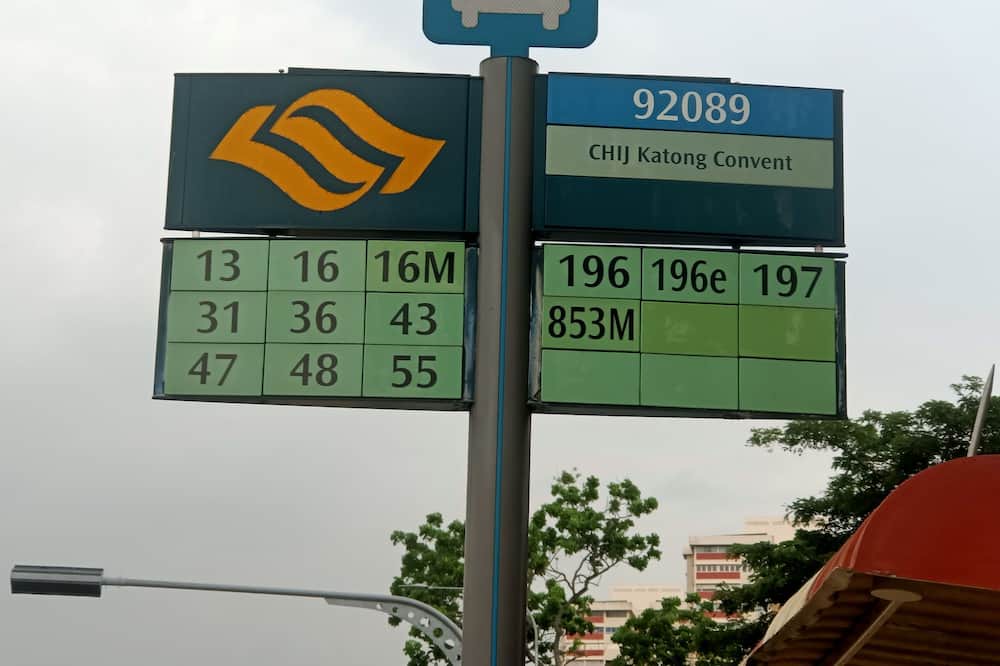 92089
CHIJ Katong Convent
13 16 16M
31 36 43
47 48 55
196 196e 197
853M